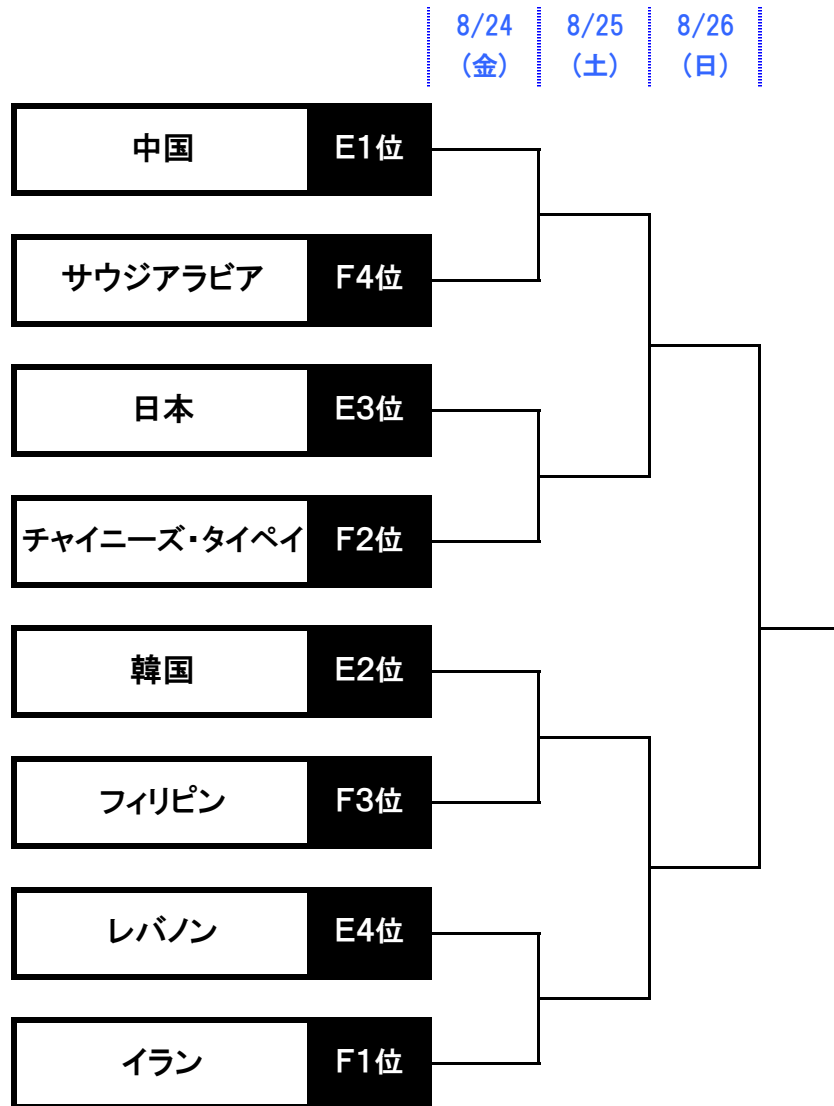 8/24 8/25 8/26
(金) (土) (日)
中国 E1位
サウジアラビア F4位
日本 E3位
チャイニーズ・タイペイ F2位
韓国 E2位
フィリピン F3位
レバノン E4位
イラン F1位